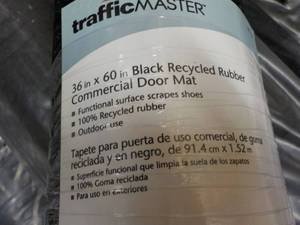 trafficMASTER
36 in x 60 in Black Recycled Rubber
Commercial Door Mat
▪ Functional surface scrapes shoes
▪ 100% Recycled rubber
▪ Outdoor use
Tapete para puerta de uso comercial, de goma
reciclada y en negro, de 91.4 cm x 1.52 m
▪ Superficie funcional que limpia la suela de los zapatos
▪ 100% Goma reciclada
▪ Para uso en exteriores